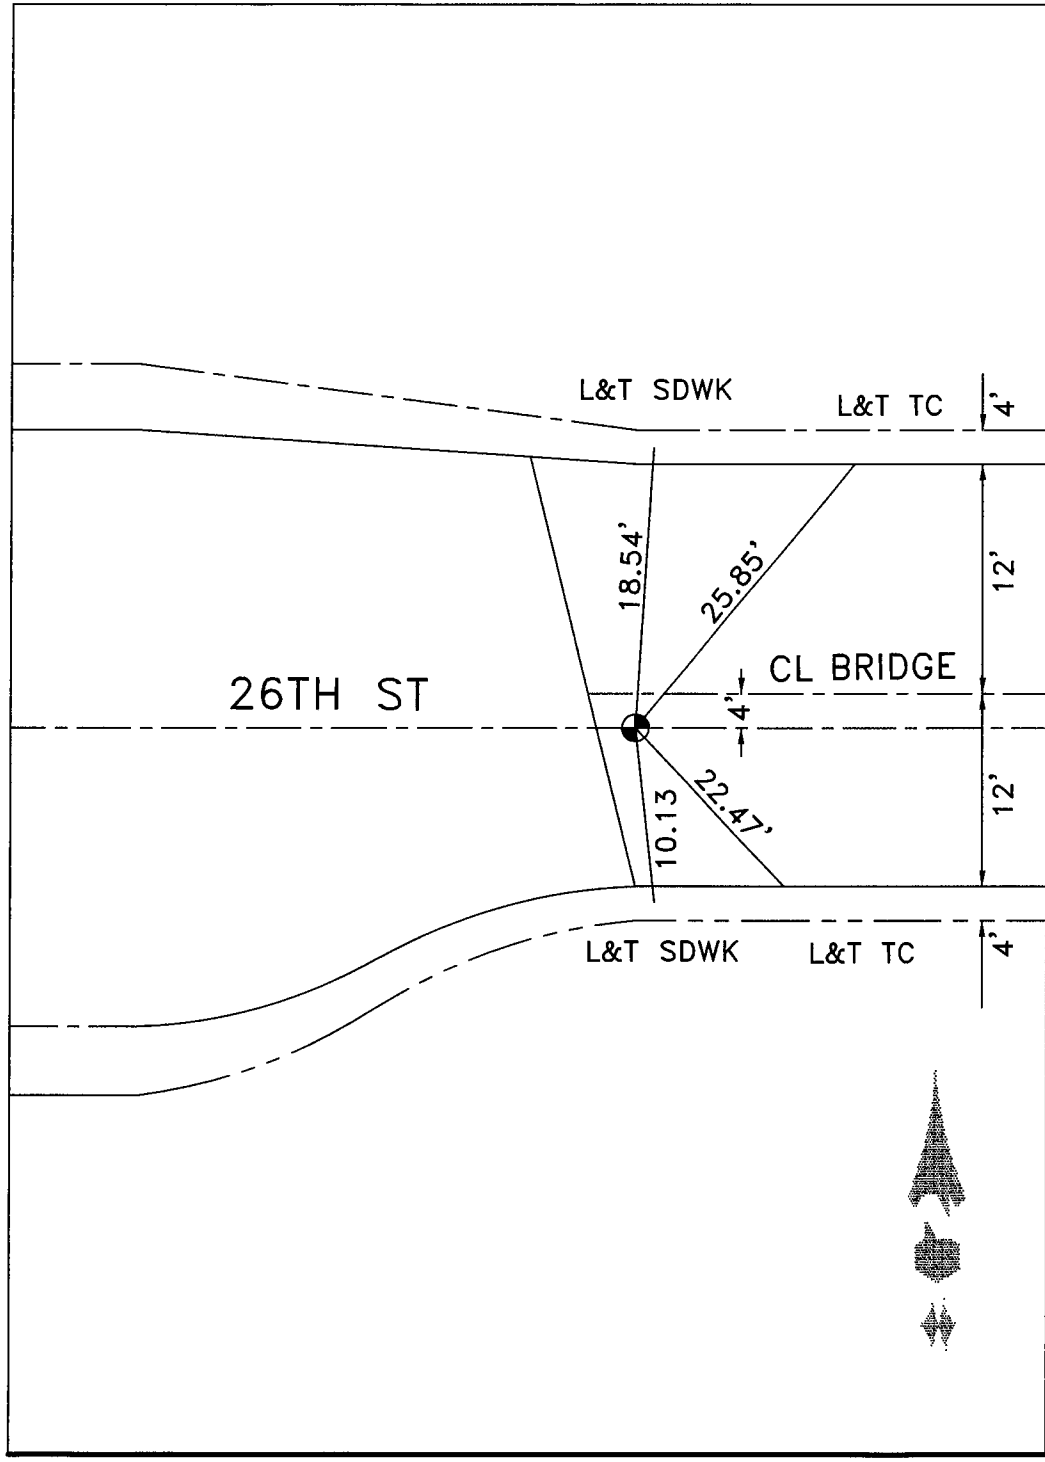 L&T SDWK
L&T TC
4'
18.54'
25.85'
12'
26TH ST
CL BRIDGE
4'
10.13
22.47'
12'
L&T SDWK
L&T TC
4'